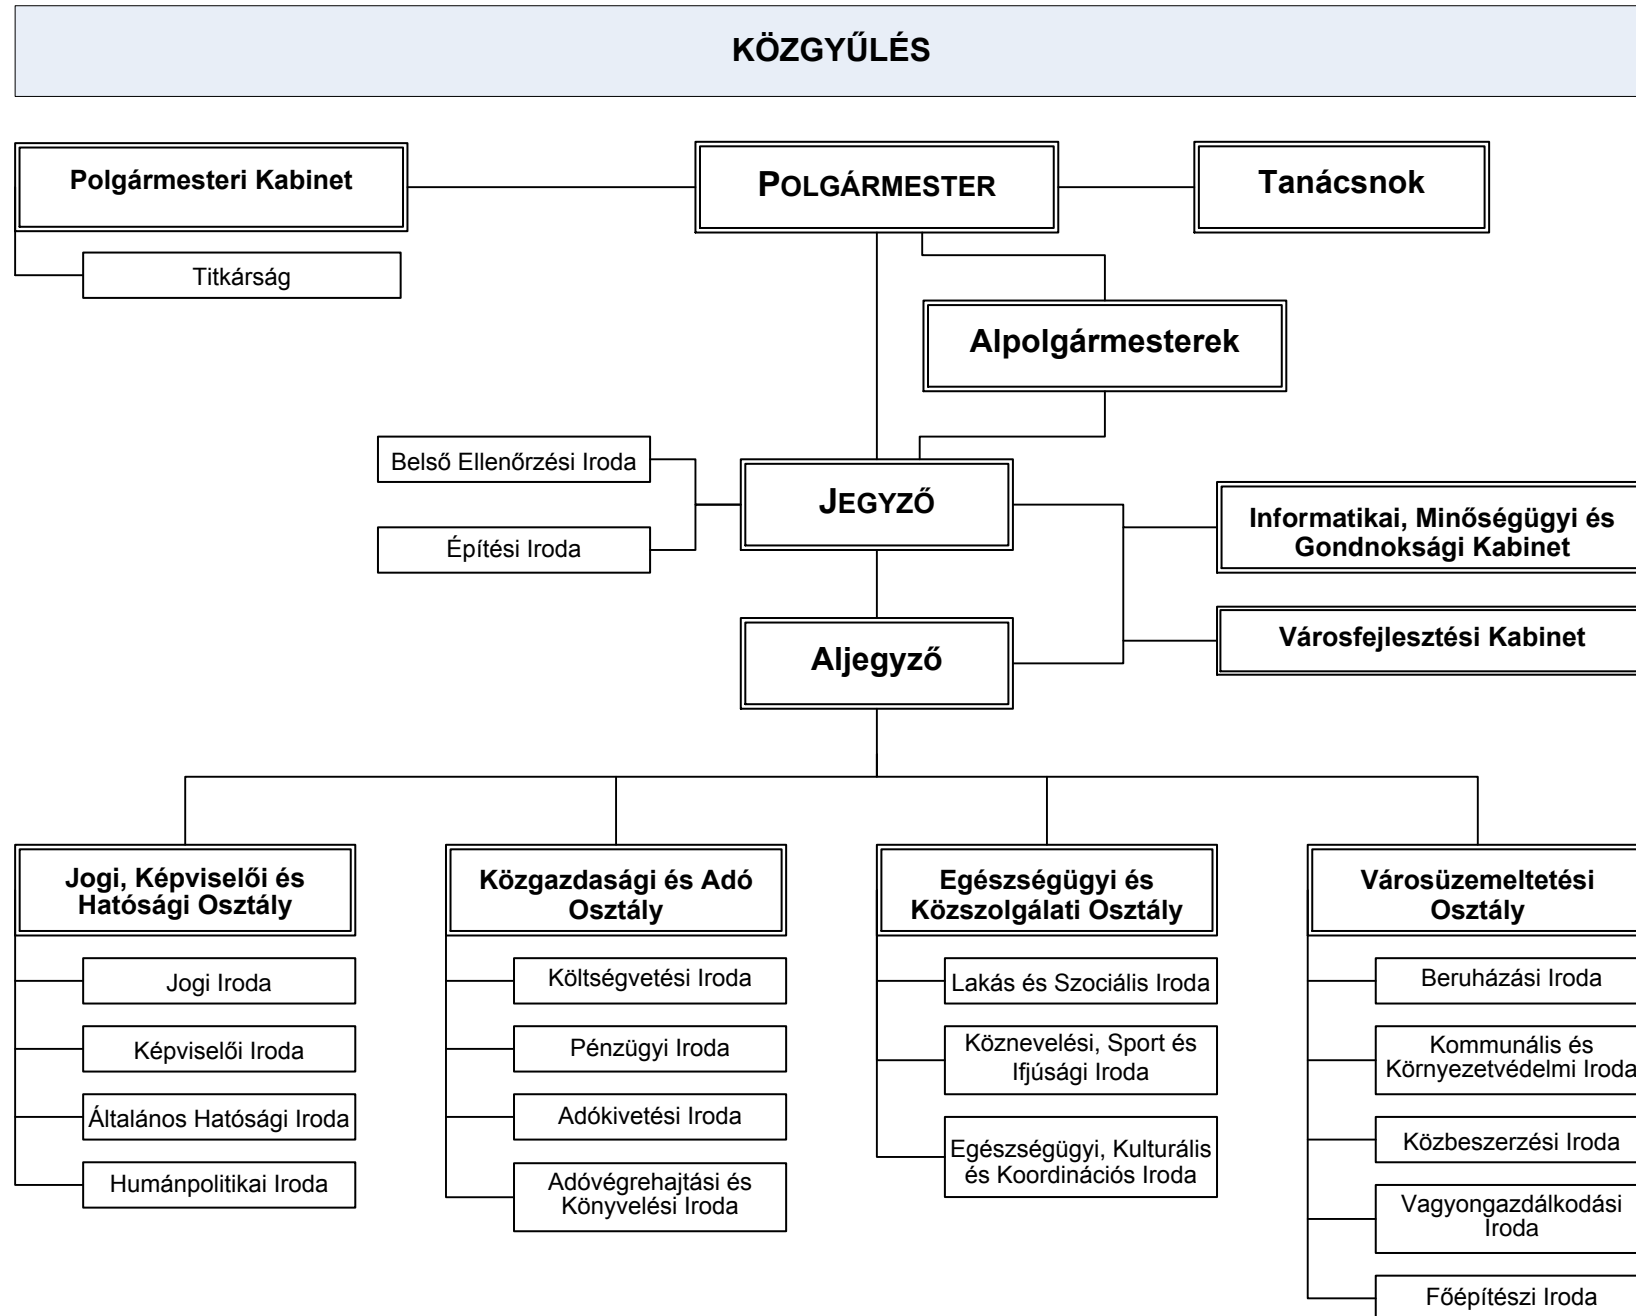 KÖZGYŰLÉS
Polgármesteri Kabinet
POLGÁRMESTER
Tanácsnok
Titkárság
Alpolgármesterek
Belső Ellenőrzési Iroda
Építési Iroda
JEGYZŐ
Informatikai, Minőségügyi és
Gondnoksági Kabinet
Városfejlesztési Kabinet
Aljegyző
Jogi, Képviselői és
Hatósági Osztály
Jogi Iroda
Képviselői Iroda
Általános Hatósági Iroda
Humánpolitikai Iroda
Közgazdasági és Adó
Osztály
Költségvetési Iroda
Pénzügyi Iroda
Adókivetési Iroda
Adóvégrehajtási és
Könyvelési Iroda
Egészségügyi és
Közszolgálati Osztály
Lakás és Szociális Iroda
Köznevelési, Sport és
Ifjúsági Iroda
Egészségügyi, Kulturális
és Koordinációs Iroda
Városüzemeltetési
Osztály
Beruházási Iroda
Kommunális és
Környezetvédelmi Iroda
Közbeszerzési Iroda
Vagyongazdálkodási
Iroda
Főépítészi Iroda